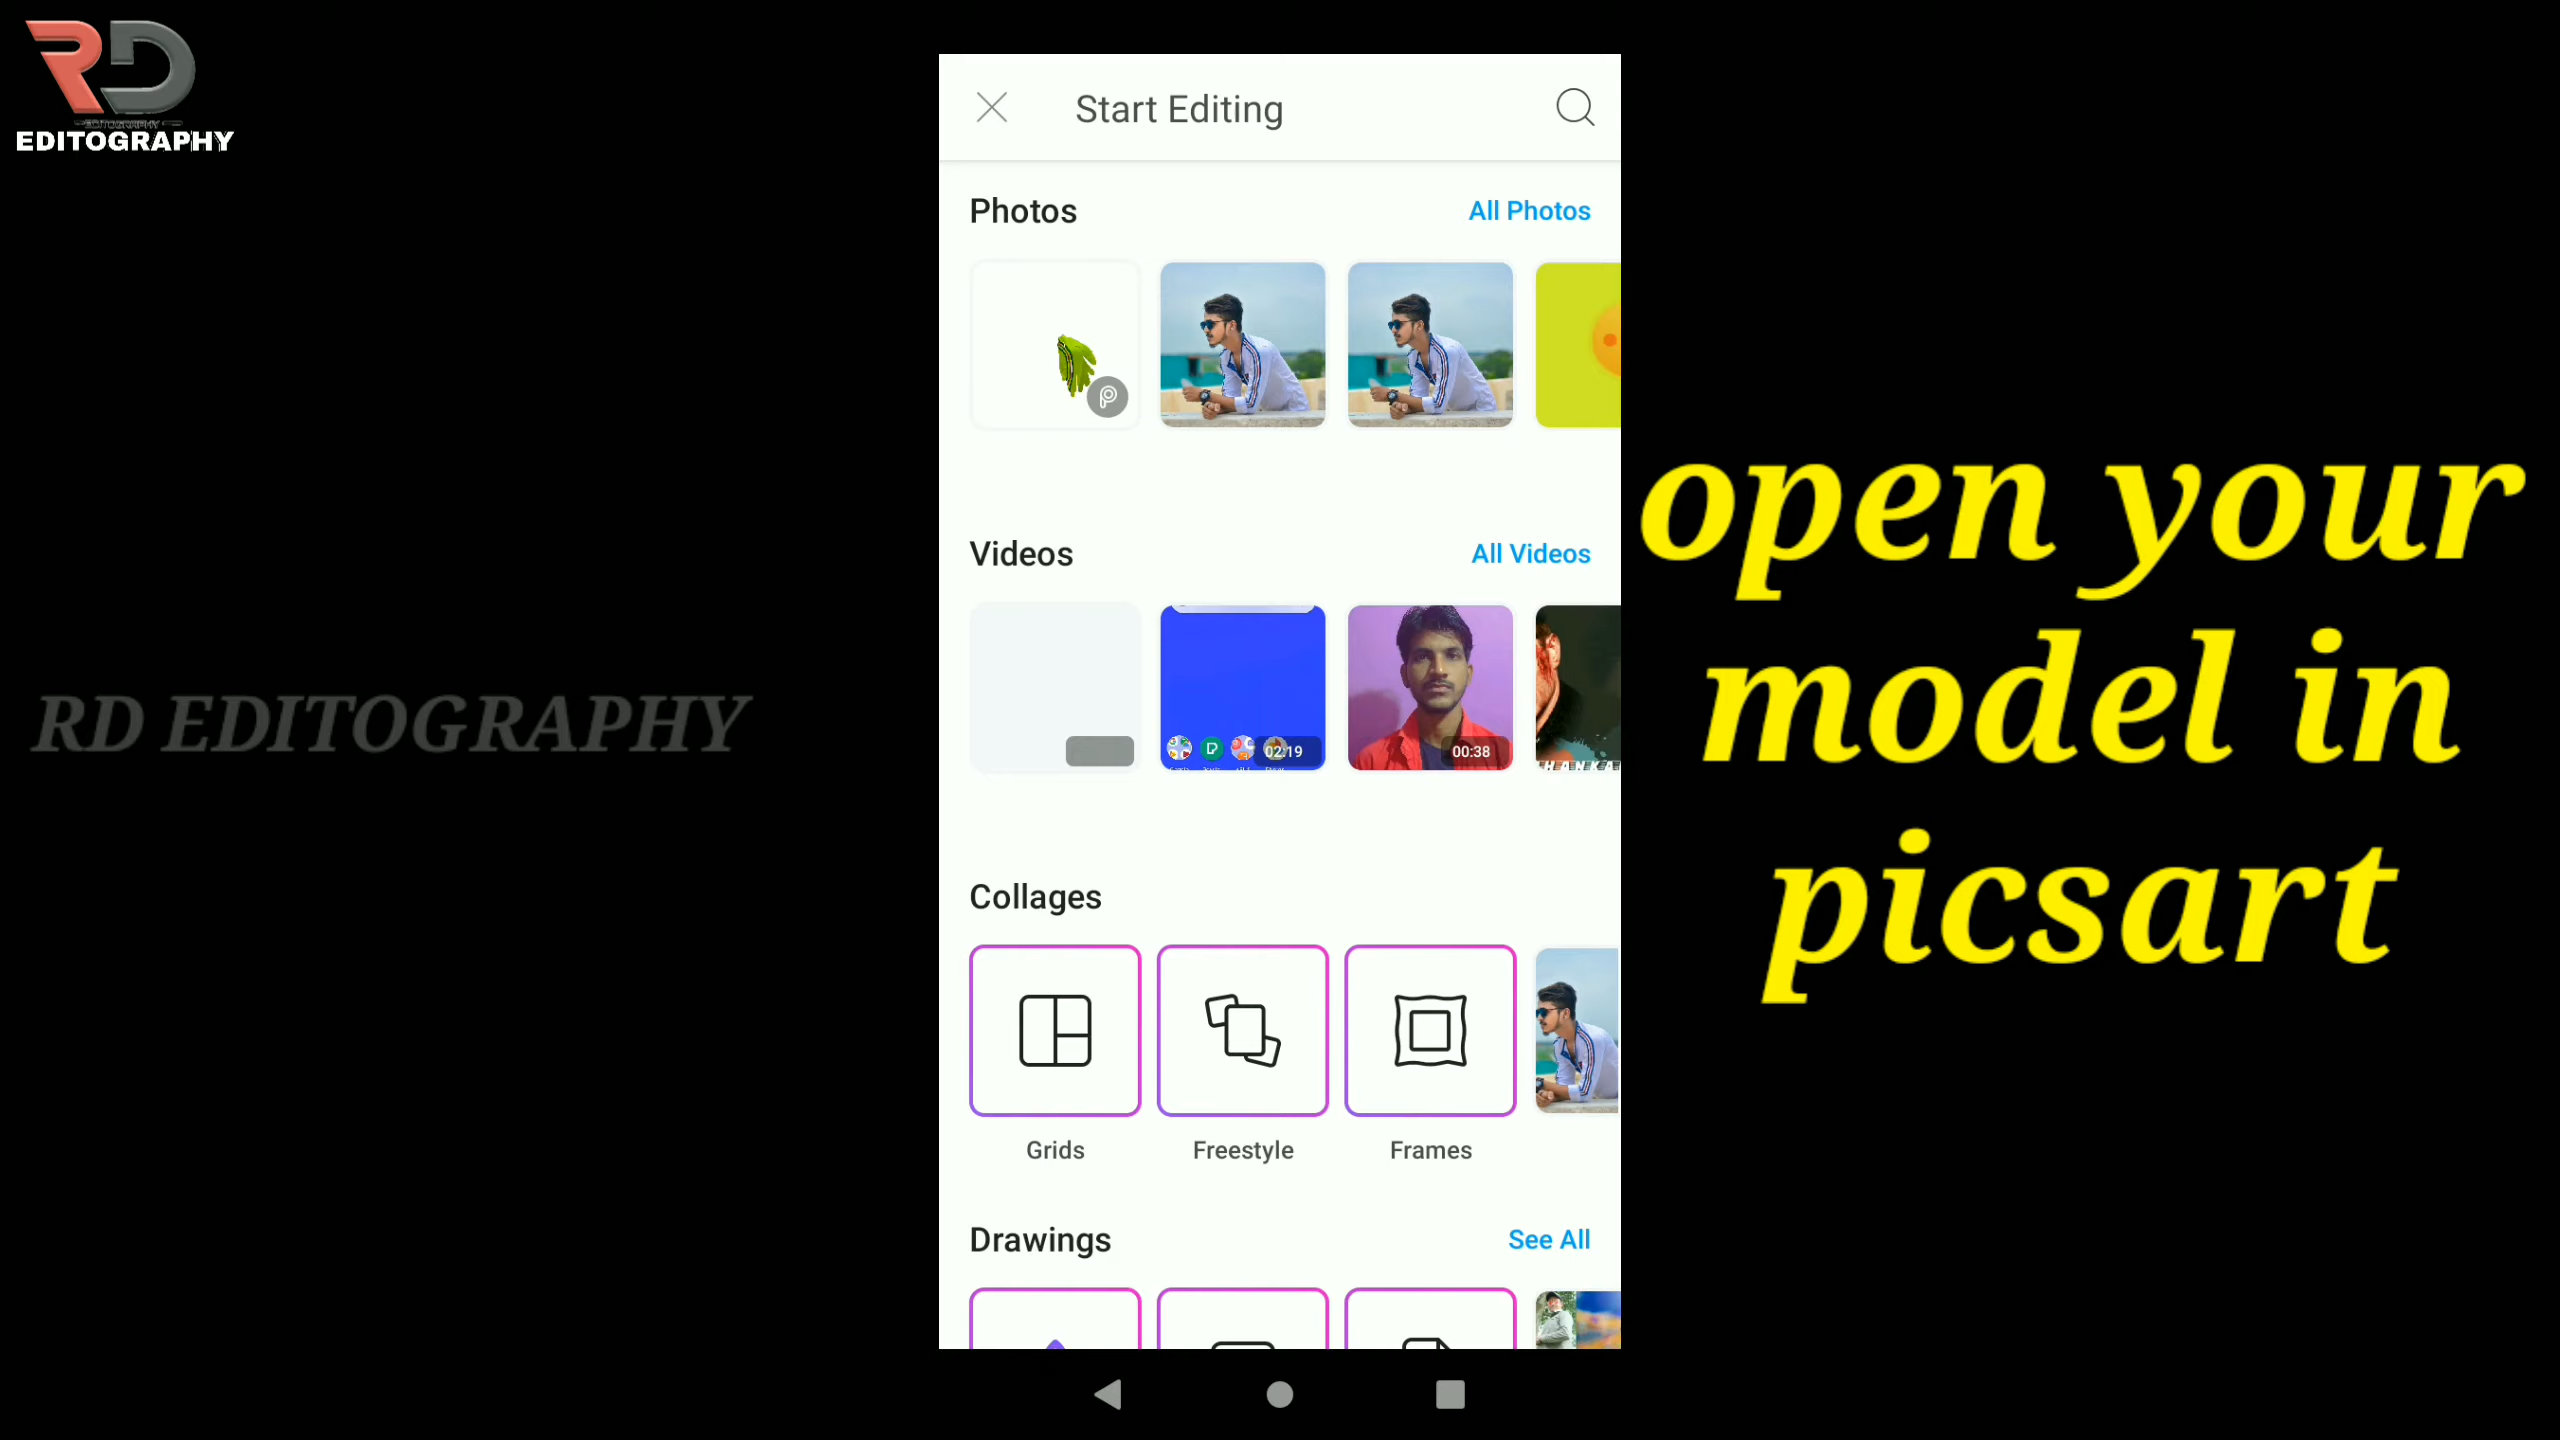 RD
EDITOGRAPHY
EDITOGRAPHY
Start Editing
Photos
All Photos
Videos
All Videos
02:19
00:38
Collages
Grids
Freestyle
Frames
Drawings
See All
RD EDITOGRAPHY
open your
model in
picsart